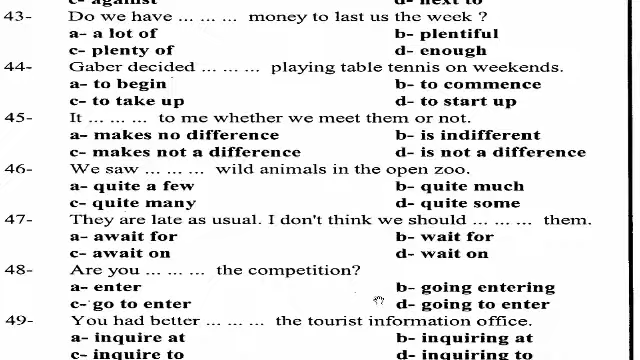 c- against d- next to
43- Do we have ... ... ... money to last us the week ?
a- a lot of b- plentiful
c- plenty of d- enough
44- Gaber decided ... ... ... playing table tennis on weekends.
a- to begin b- to commence
c- to take up d- to start up
45- It ... ... ... to me whether we meet them or not.
a- makes no difference b- is indifferent
c- makes not a difference d- is not a difference
46- We saw ... ... ... wild animals in the open zoo.
a- quite a few b- quite much
c- quite many d- quite some
47- They are late as usual. I don't think we should ... ... ... them.
a- await for b- wait for
c- await on d- wait on
48- Are you ... ... ... the competition?
a- enter b- going entering
c- go to enter d- going to enter
49- You had better ... ... ... the tourist information office.
a- inquire at b- inquiring at
c- inquire to d- inquiring to